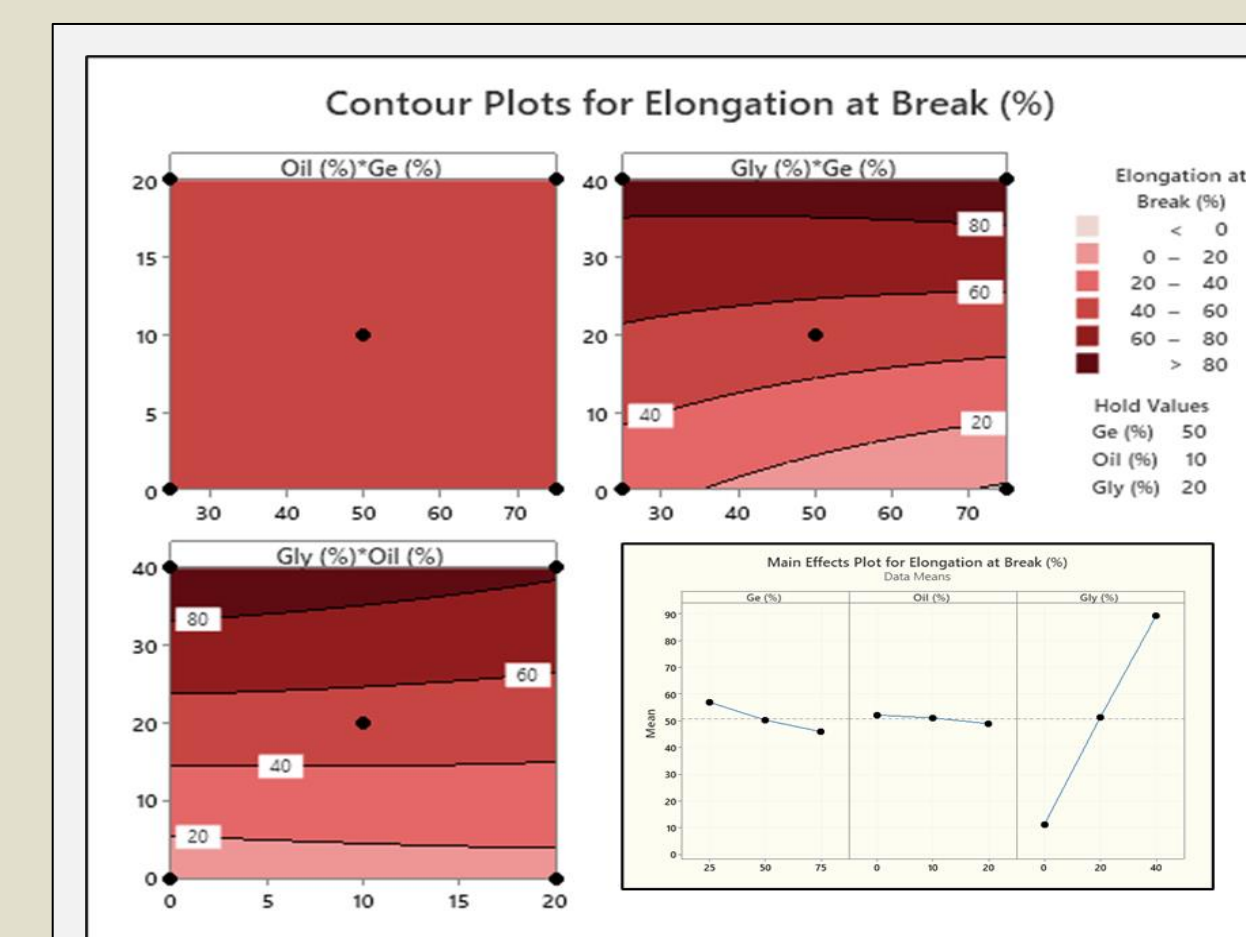 Contour Plots for Elongation at Break (%)
Oil (%)*Ge (%)
20
15
10
5
0
30 40 50 60 70
Gly (%)*Ge (%)
40
30
20
10
0
80
60
40
20
30 40 50 60 70
Elongation at
Break (%)
< 0
0 – 20
20 – 40
40 – 60
60 – 80
> 80
Hold Values
Ge (%) 50
Oil (%) 10
Gly (%) 20
Gly (%)*Oil (%)
40
30
20
10
0
80
60
40
20
0 5 10 15 20
Main Effects Plot for Elongation at Break (%)
Data Means
Ge (%) Oil (%) Gly (%)
Mean
90
80
70
60
50
40
30
20
10
0
25 50 75 0 10 20 0 20 40